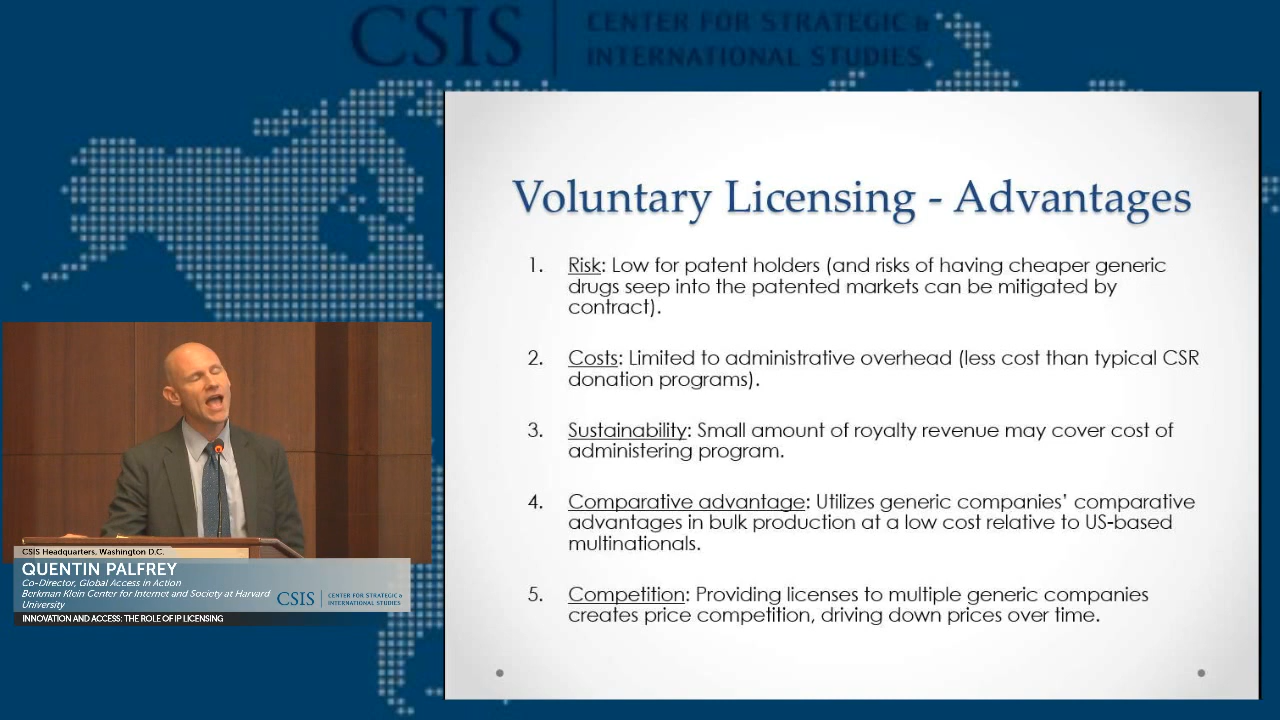 CSIS
CENTER FOR STRATEGIC &
INTERNATIONAL STUDIES
Voluntary Licensing - Advantages
1. Risk: Low for patent holders (and risks of having cheaper generic
drugs seep into the patented markets can be mitigated by
contract).
2. Costs: Limited to administrative overhead (less cost than typical CSR
donation programs).
3. Sustainability: Small amount of royalty revenue may cover cost of
administering program.
4. Comparative advantage: Utilizes generic companies' comparative
advantages in bulk production at a low cost relative to US-based
multinationals.
5. Competition: Providing licenses to multiple generic companies
creates price competition, driving down prices over time.
CSIS Headquarters, Washington D.C.
QUENTIN PALFREY
Co-Director, Global Access in Action
Berkman Klein Center for Internet and Society at Harvard
University
CSIS
CENTER FOR STRATEGIC &
INTERNATIONAL STUDIES
INNOVATION AND ACCESS: THE ROLE OF IP LICENSING